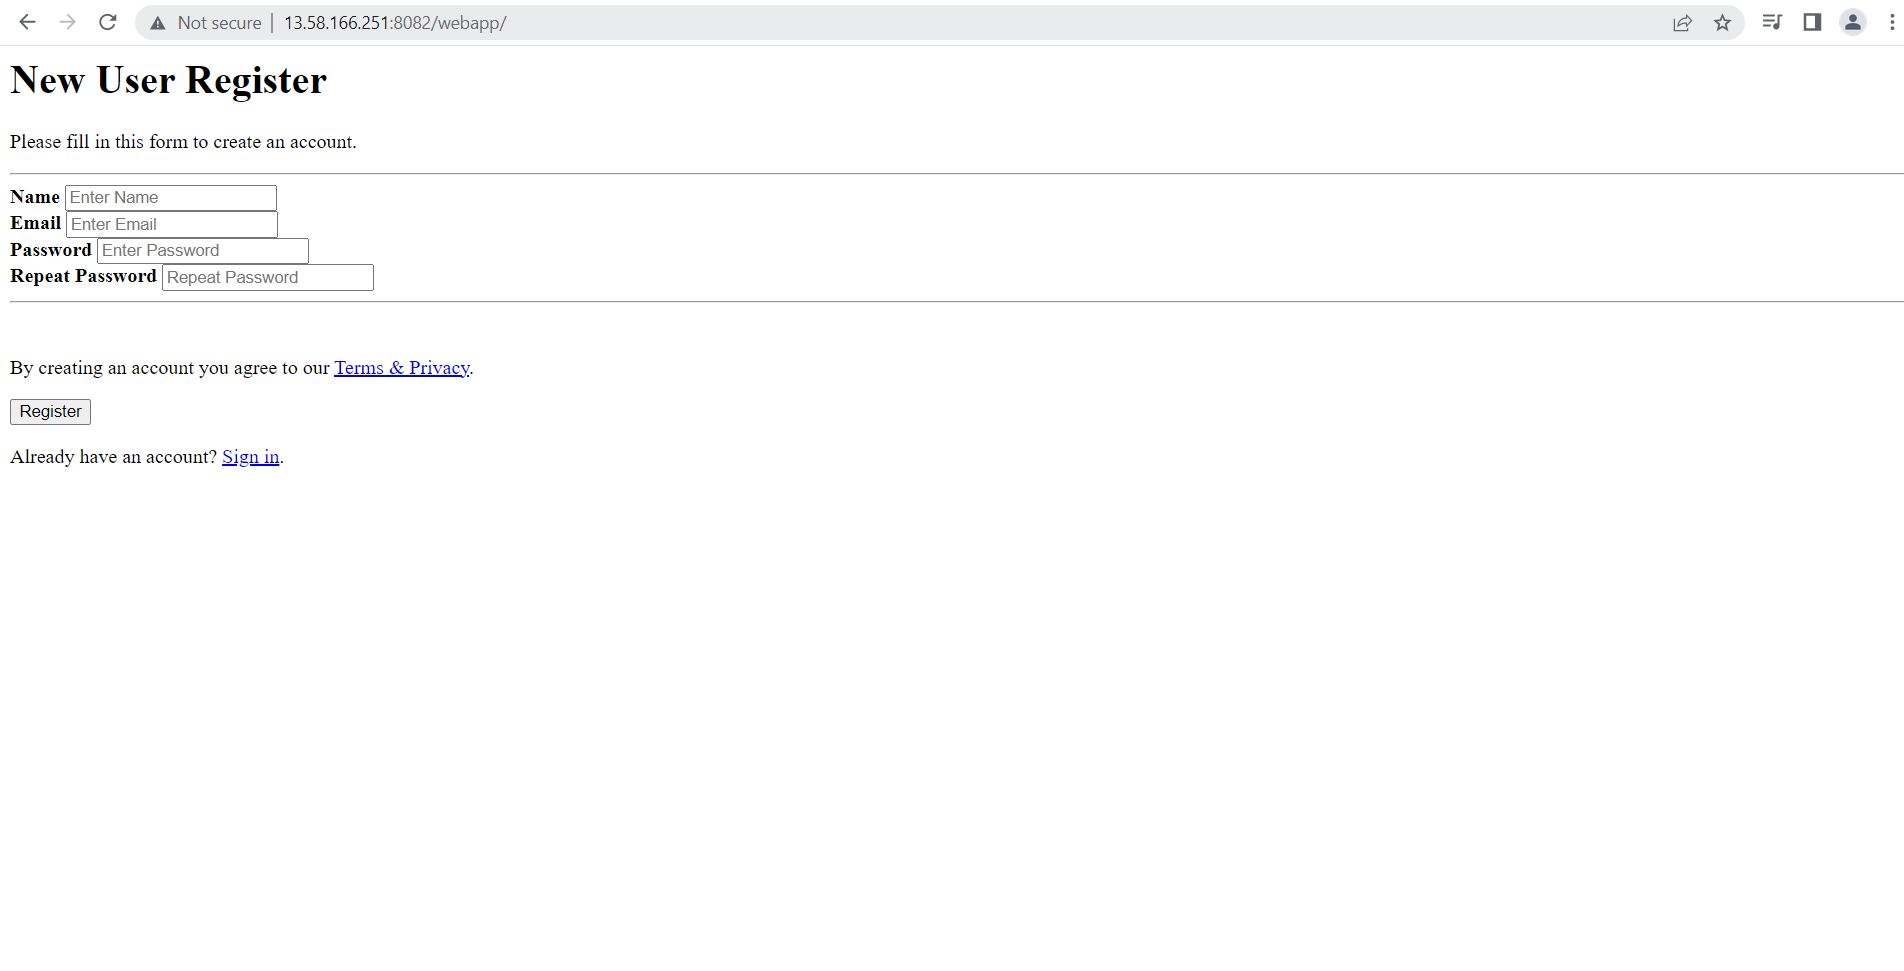 Not secure | 13.58.166.251:8082/webapp/
New User Register
Please fill in this form to create an account.
Name Enter Name
Email Enter Email
Password Enter Password
Repeat Password Repeat Password
By creating an account you agree to our Terms & Privacy.
Register
Already have an account? Sign in.